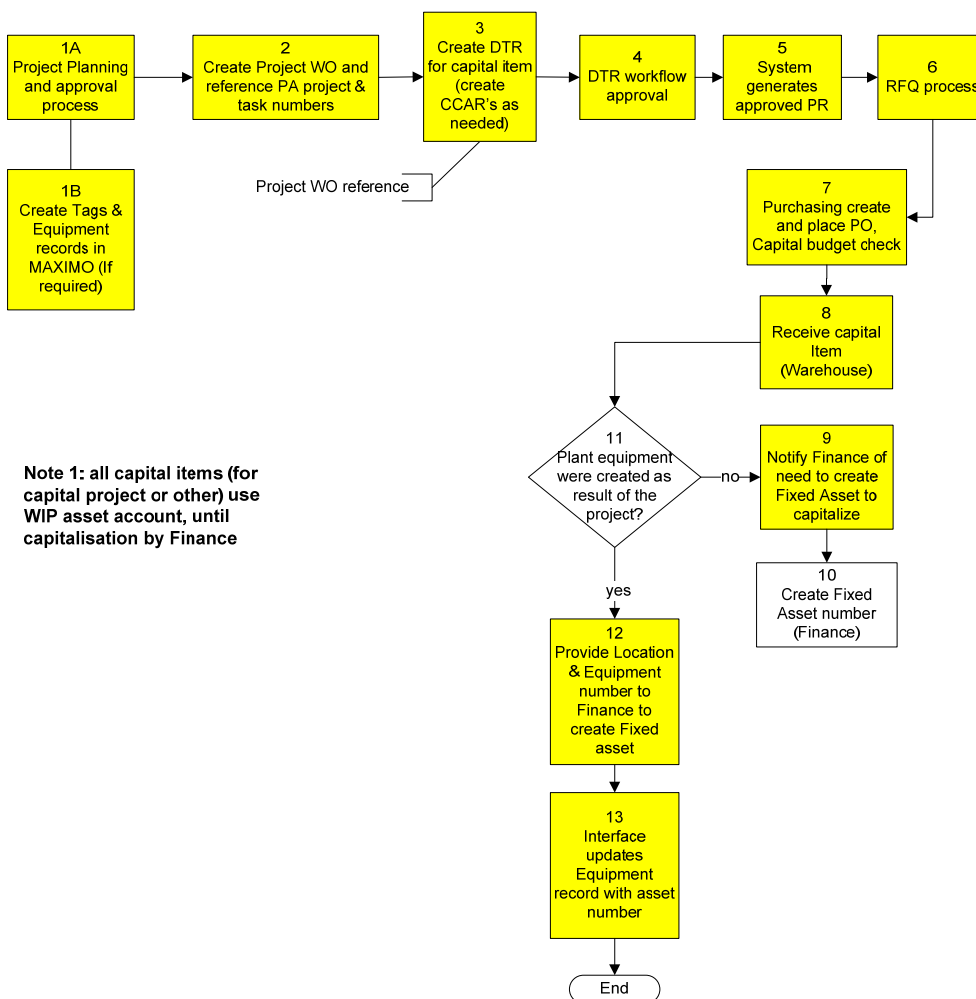 1A
Project Planning
and approval
process
2
Create Project WO and
reference PA project &
task numbers
3
Create DTR
for capital item
(create
CCAR's as
needed)
4
DTR workflow
approval
5
System
generates
approved PR
6
RFQ process
Project WO reference
1B
Create Tags &
Equipment
records in
MAXIMO (If
required)
7
Purchasing create
and place PO,
Capital budget check
8
Receive capital
Item
(Warehouse)
11
Plant equipment
were created as
result of the
project?
no
9
Notify Finance of
need to create
Fixed Asset to
capitalize
10
Create Fixed
Asset number
(Finance)
Note 1: all capital items (for
capital project or other) use
WIP asset account, until
capitalisation by Finance
yes
12
Provide Location
& Equipment
number to
Finance to
create Fixed
asset
13
Interface
updates
Equipment
record with asset
number
End